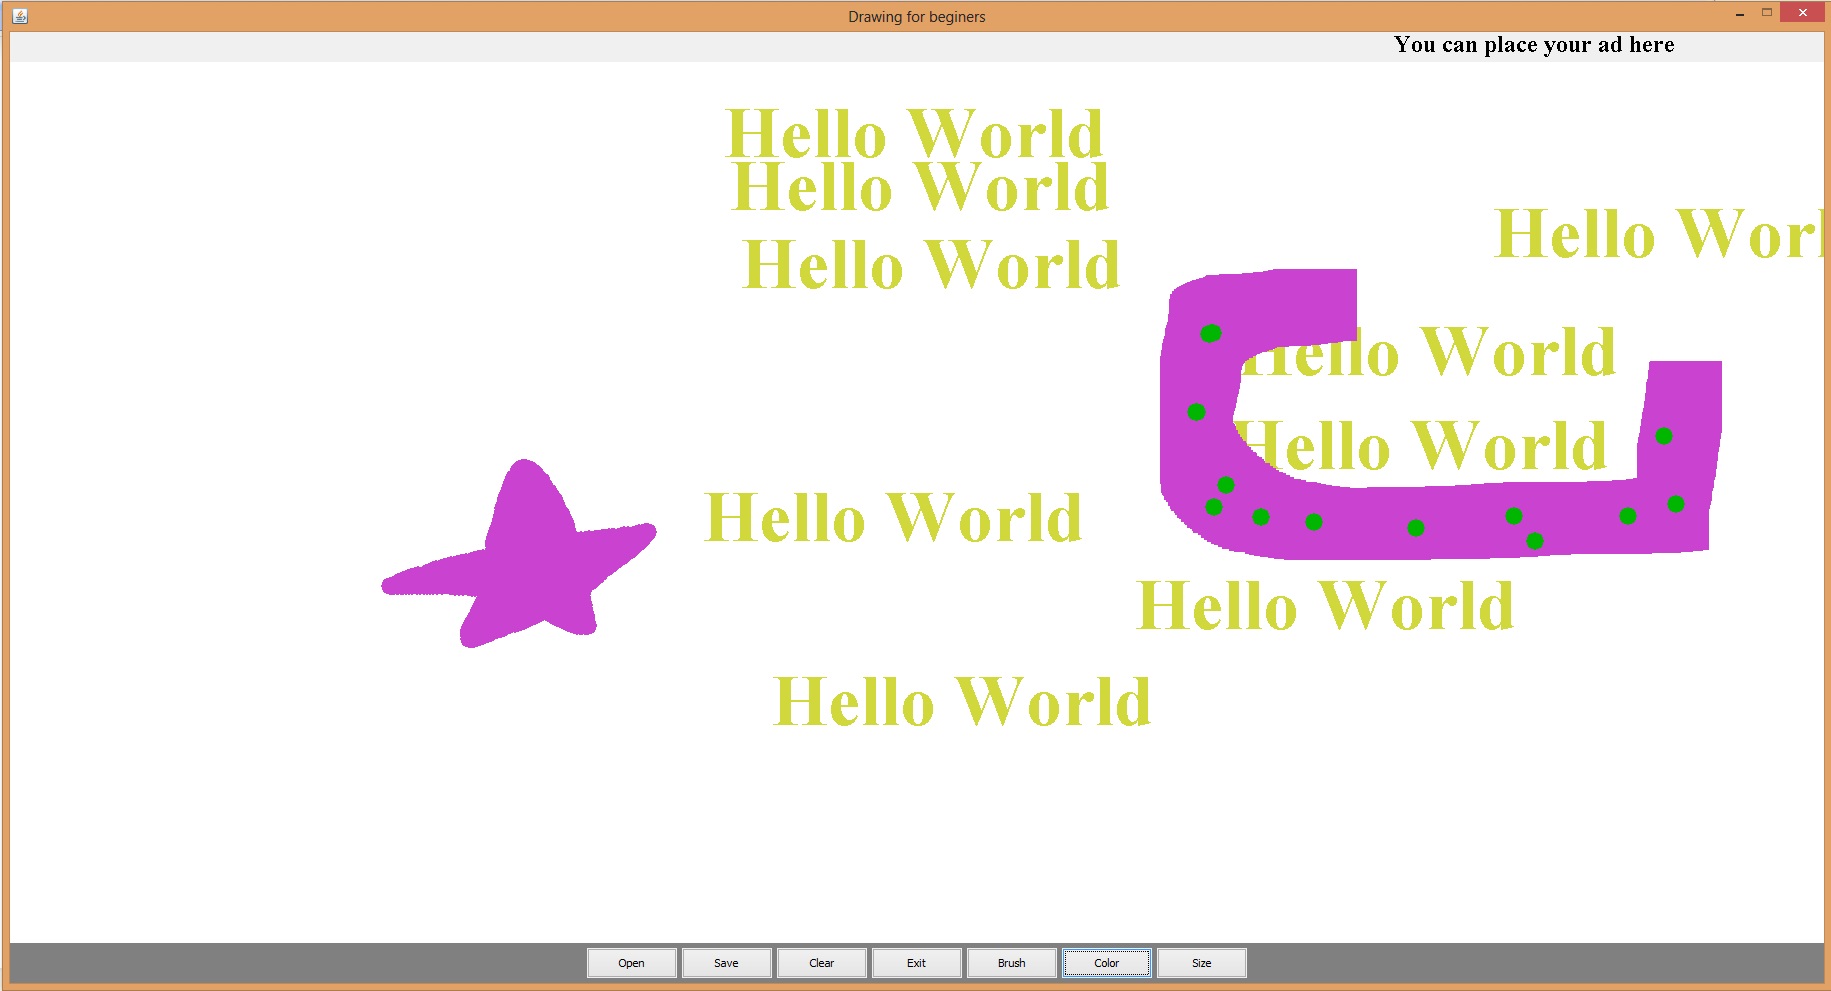 Drawing for beginers
You can place your ad here
Hello World
Hello World
Hello Worl
Hello World
Hello World
Hello World
Hello World
Hello World
Hello World
Open
Save
Clear
Exit
Brush
Color
Size